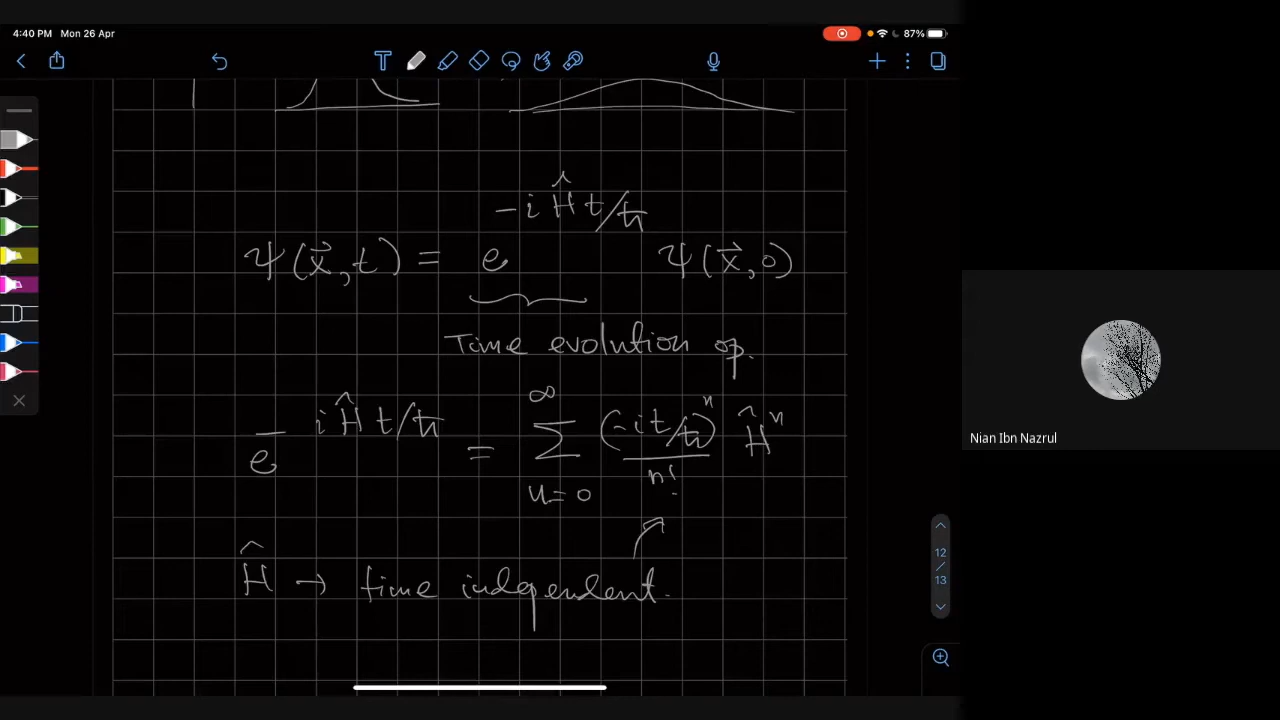 4:40 PM Mon 26 Apr
87%
Ψ(x⃗,t) = e^{-iĤt/ħ} Ψ(x⃗,0)
Time evolution op.
e^{-iĤt/ħ} = ∑_{n=0}^{∞} (-it/ħ)^n / n! Ĥ^n
Ĥ → time independent.
12
/
13
Nian Ibn Nazrul